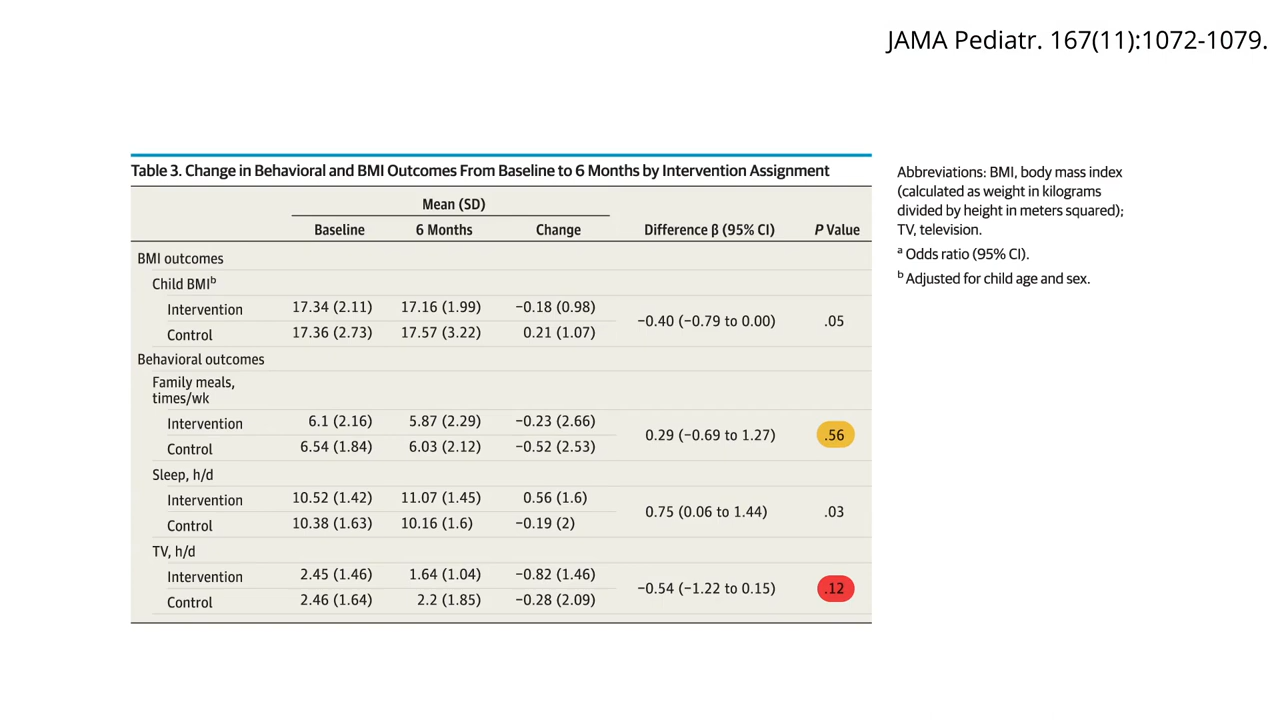 JAMA Pediatr. 167(11):1072-1079.
Table 3. Change in Behavioral and BMI Outcomes From Baseline to 6 Months by Intervention Assignment
Mean (SD)
Baseline 6 Months Change Difference β (95% CI) P Value
BMI outcomes
Child BMIᵇ
Intervention 17.34 (2.11) 17.16 (1.99) −0.18 (0.98)
−0.40 (−0.79 to 0.00) .05
Control 17.36 (2.73) 17.57 (3.22) 0.21 (1.07)
Behavioral outcomes
Family meals,
times/wk
Intervention 6.1 (2.16) 5.87 (2.29) −0.23 (2.66)
0.29 (−0.69 to 1.27) .56
Control 6.54 (1.84) 6.03 (2.12) −0.52 (2.53)
Sleep, h/d
Intervention 10.52 (1.42) 11.07 (1.45) 0.56 (1.6)
0.75 (0.06 to 1.44) .03
Control 10.38 (1.63) 10.16 (1.6) −0.19 (2)
TV, h/d
Intervention 2.45 (1.46) 1.64 (1.04) −0.82 (1.46)
−0.54 (−1.22 to 0.15) .12
Control 2.46 (1.64) 2.2 (1.85) −0.28 (2.09)
Abbreviations: BMI, body mass index
(calculated as weight in kilograms
divided by height in meters squared);
TV, television.
ᵃ Odds ratio (95% CI).
ᵇ Adjusted for child age and sex.